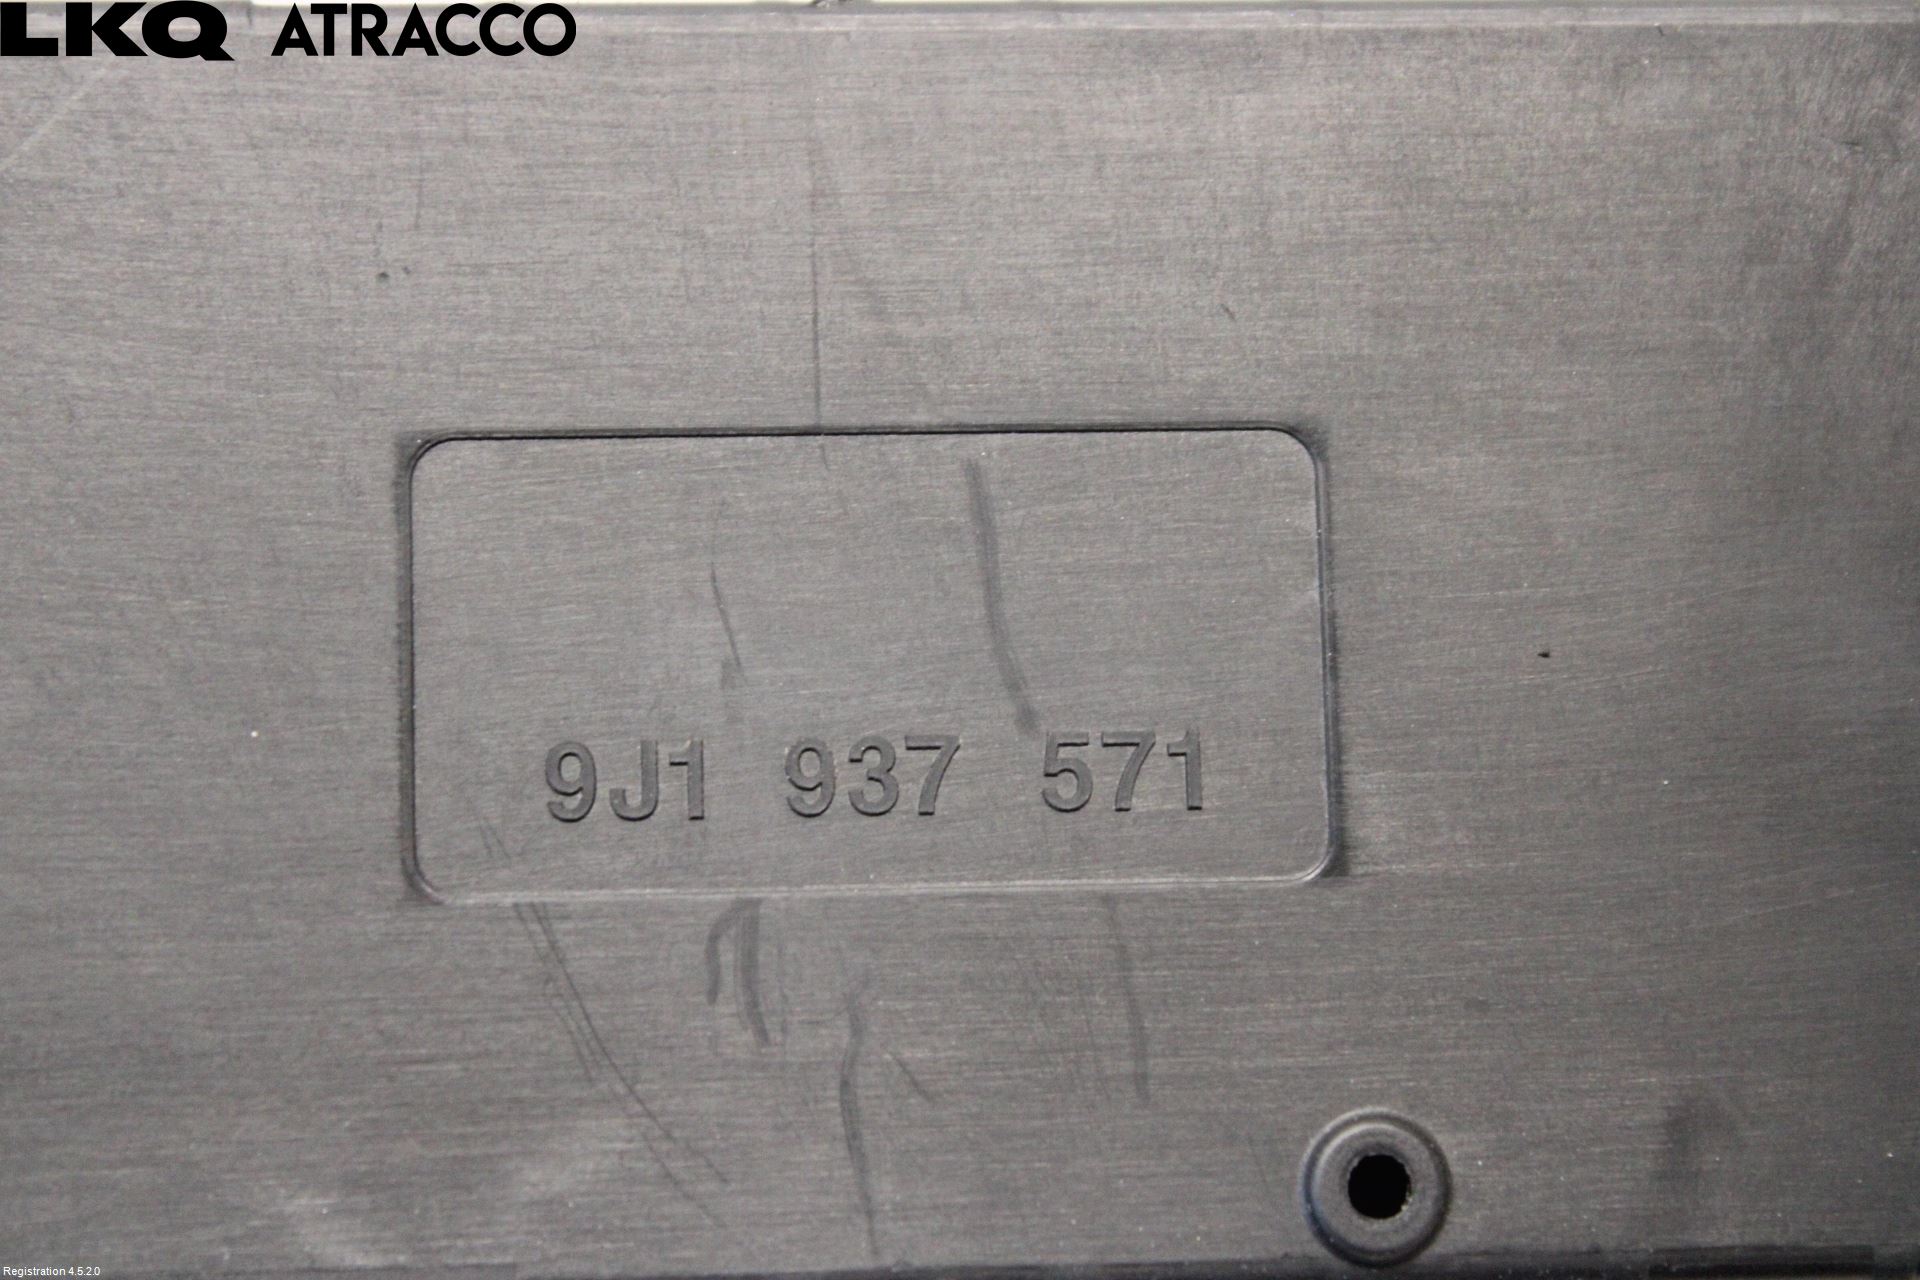 LKQ ATRACCO
9J1 937 571
Registration 4.5.2.0